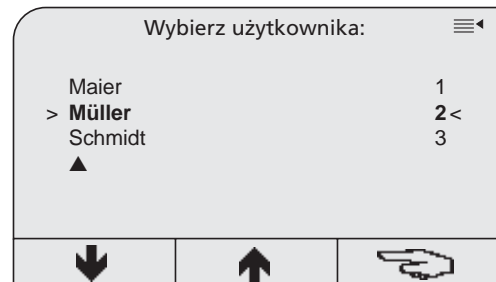 Wybierz użytkownika:
Maier 1
> Müller 2 <
Schmidt 3